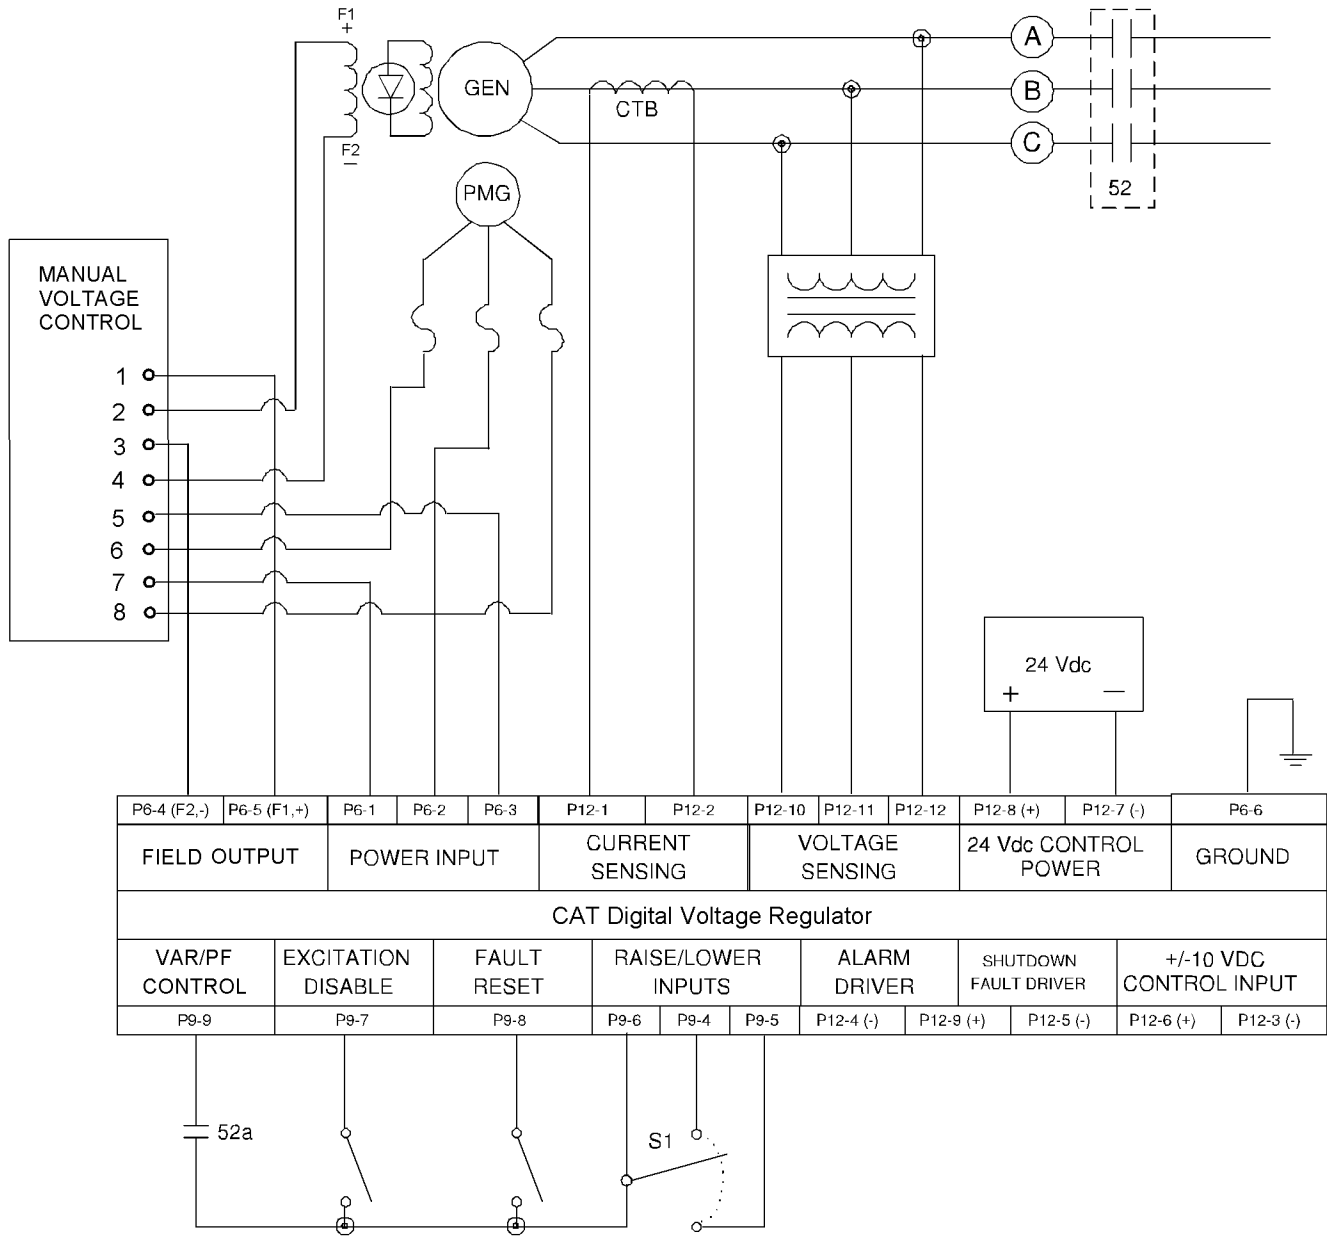 F1
+
GEN
CTB
A
B
C
F2
—
PMG
52
MANUAL
VOLTAGE
CONTROL
1
2
3
4
5
6
7
8
24 Vdc
+ —
P6-4 (F2,-) P6-5 (F1,+) P6-1 P6-2 P6-3 P12-1 P12-2 P12-10 P12-11 P12-12 P12-8 (+) P12-7 (-) P6-6
FIELD OUTPUT
POWER INPUT
CURRENT
SENSING
VOLTAGE
SENSING
24 Vdc CONTROL
POWER
GROUND
CAT Digital Voltage Regulator
VAR/PF
CONTROL
EXCITATION
DISABLE
FAULT
RESET
RAISE/LOWER
INPUTS
ALARM
DRIVER
SHUTDOWN
FAULT DRIVER
+/-10 VDC
CONTROL INPUT
P9-9 P9-7 P9-8 P9-6 P9-4 P9-5 P12-4 (-) P12-9 (+) P12-5 (-) P12-6 (+) P12-3 (-)
52a
S1